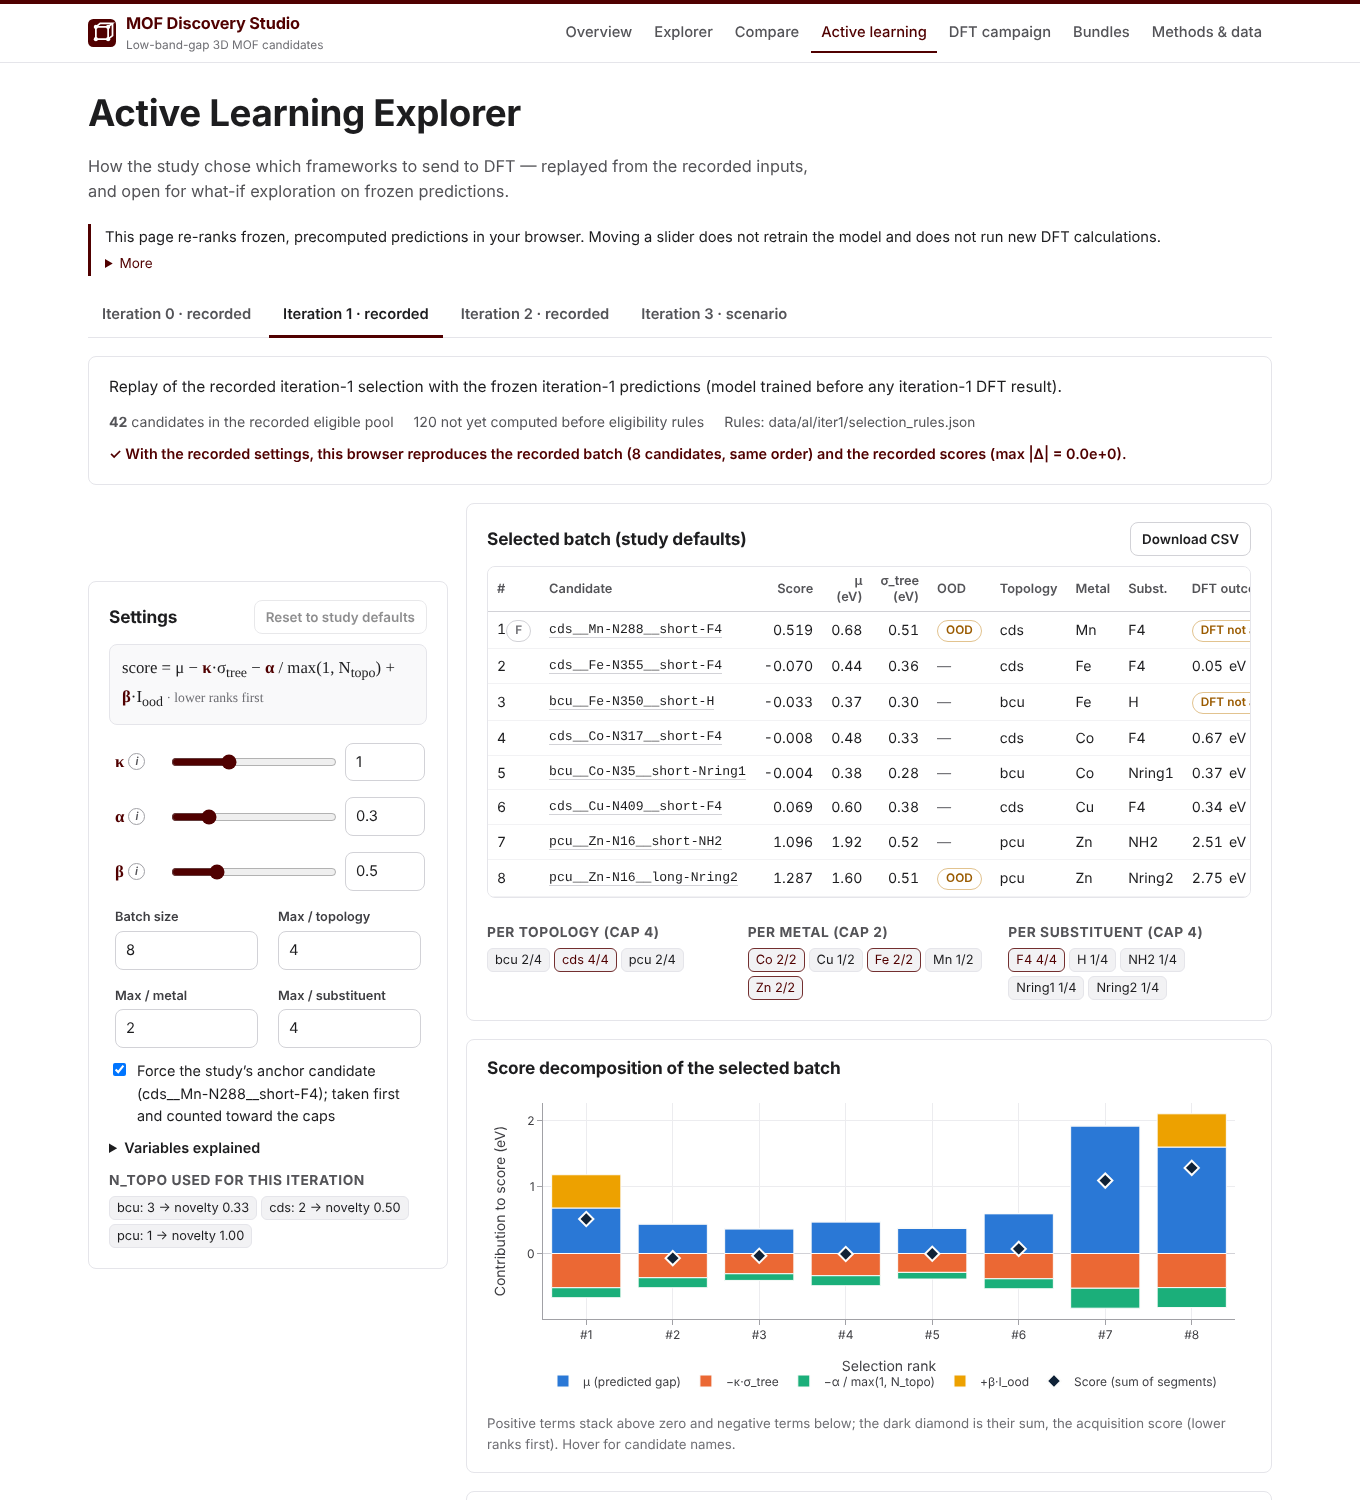 MOF Discovery Studio
Low-band-gap 3D MOF candidates
Overview Explorer Compare Active learning DFT campaign Bundles Methods & data
Active Learning Explorer
How the study chose which frameworks to send to DFT — replayed from the recorded inputs,
and open for what-if exploration on frozen predictions.
This page re-ranks frozen, precomputed predictions in your browser. Moving a slider does not retrain the model and does not run new DFT calculations.
▶ More
Iteration 0 · recorded Iteration 1 · recorded Iteration 2 · recorded Iteration 3 · scenario
Replay of the recorded iteration-1 selection with the frozen iteration-1 predictions (model trained before any iteration-1 DFT result).
42 candidates in the recorded eligible pool 120 not yet computed before eligibility rules Rules: data/al/iter1/selection_rules.json
✓ With the recorded settings, this browser reproduces the recorded batch (8 candidates, same order) and the recorded scores (max |Δ| = 0.0e+0).
Settings Reset to study defaults
score = μ − κ·σ_tree − α / max(1, N_topo) +
β·I_ood · lower ranks first
κ i 1
α i 0.3
β i 0.5
Batch size Max / topology
8 4
Max / metal Max / substituent
2 4
Force the study's anchor candidate
(cds__Mn-N288__short-F4); taken first
and counted toward the caps
▶ Variables explained
N_TOPO USED FOR THIS ITERATION
bcu: 3 → novelty 0.33 cds: 2 → novelty 0.50
pcu: 1 → novelty 1.00
Selected batch (study defaults) Download CSV
# Candidate Score μ (eV) σ_tree (eV) OOD Topology Metal Subst. DFT outc
1 F cds__Mn-N288__short-F4 0.519 0.68 0.51 OOD cds Mn F4 DFT not
2 cds__Fe-N355__short-F4 -0.070 0.44 0.36 — cds Fe F4 0.05 eV
3 bcu__Fe-N350__short-H -0.033 0.37 0.30 — bcu Fe H DFT not
4 cds__Co-N317__short-F4 -0.008 0.48 0.33 — cds Co F4 0.67 eV
5 bcu__Co-N35__short-Nring1 -0.004 0.38 0.28 — bcu Co Nring1 0.37 eV
6 cds__Cu-N409__short-F4 0.069 0.60 0.38 — cds Cu F4 0.34 eV
7 pcu__Zn-N16__short-NH2 1.096 1.92 0.52 — pcu Zn NH2 2.51 eV
8 pcu__Zn-N16__long-Nring2 1.287 1.60 0.51 OOD pcu Zn Nring2 2.75 eV
PER TOPOLOGY (CAP 4) PER METAL (CAP 2) PER SUBSTITUENT (CAP 4)
bcu 2/4 cds 4/4 pcu 2/4 Co 2/2 Cu 1/2 Fe 2/2 Mn 1/2 F4 4/4 H 1/4 NH2 1/4
Zn 2/2 Nring1 1/4 Nring2 1/4
Score decomposition of the selected batch
Contribution to score (eV)
2
1
0
#1 #2 #3 #4 #5 #6 #7 #8
Selection rank
μ (predicted gap) −κ·σ_tree −α / max(1, N_topo) +β·I_ood Score (sum of segments)
Positive terms stack above zero and negative terms below; the dark diamond is their sum, the acquisition score (lower
ranks first). Hover for candidate names.